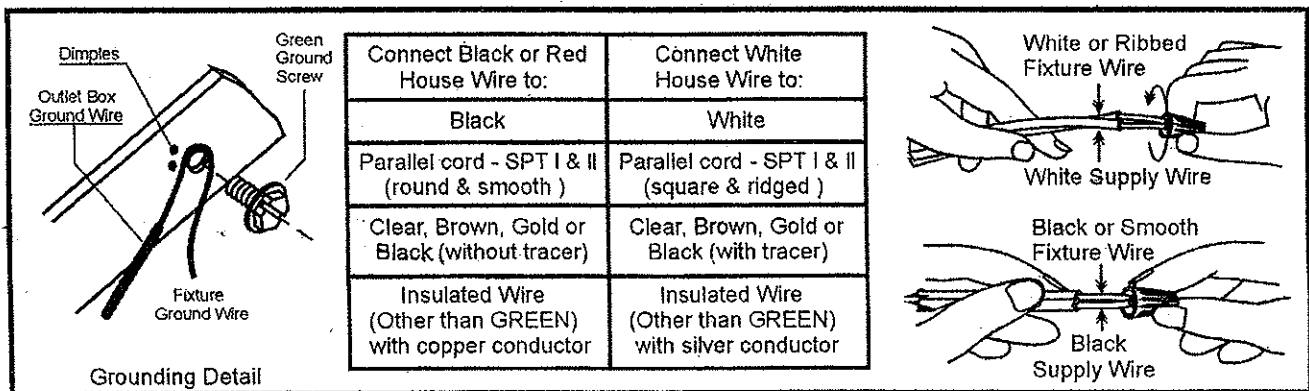 Dimples
Green
Ground
Screw
Outlet Box
Ground Wire
Fixture
Ground Wire
Grounding Detail
Connect Black or Red
House Wire to:
Connect White
House Wire to:
Black
White
Parallel cord - SPT I & II
(round & smooth )
Parallel cord - SPT I & II
(square & ridged )
Clear, Brown, Gold or
Black (without tracer)
Clear, Brown, Gold or
Black (with tracer)
Insulated Wire
(Other than GREEN)
with copper conductor
Insulated Wire
(Other than GREEN)
with silver conductor
White or Ribbed
Fixture Wire
White Supply Wire
Black or Smooth
Fixture Wire
Black
Supply Wire